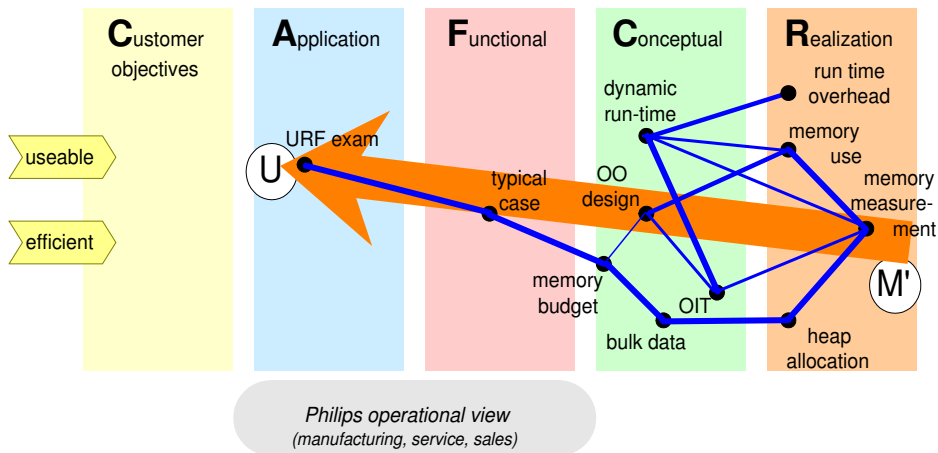 Customer
objectives
Application
Functional
Conceptual
Realization
run time
overhead
dynamic
run-time
useable
URF exam
U
memory
use
typical
case
OO
design
memory
measure-
ment
efficient
memory
budget
OIT
M'
bulk data
heap
allocation
Philips operational view
(manufacturing, service, sales)